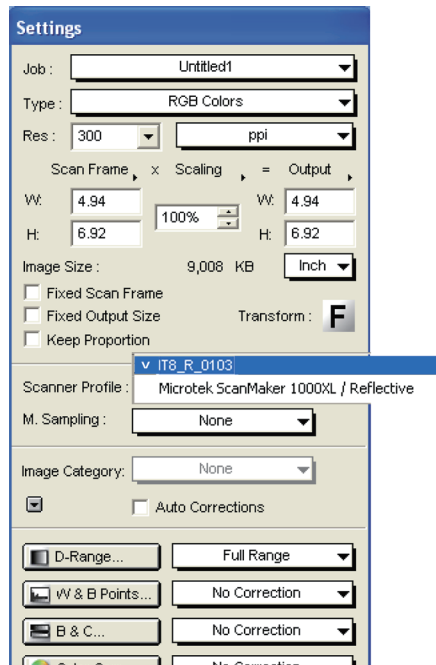 Settings
Job : Untitled1
Type : RGB Colors
Res : 300 ppi
Scan Frame x Scaling = Output
W: 4.94 100% W: 4.94
H: 6.92 H: 6.92
Image Size : 9,008 KB Inch
Fixed Scan Frame
Fixed Output Size Transform : F
Keep Proportion
v IT8_R_0103
Scanner Profile : Microtek ScanMaker 1000XL / Reflective
M. Sampling : None
Image Category: None
Auto Corrections
D-Range... Full Range
W & B Points... No Correction
B & C... No Correction
No Correction